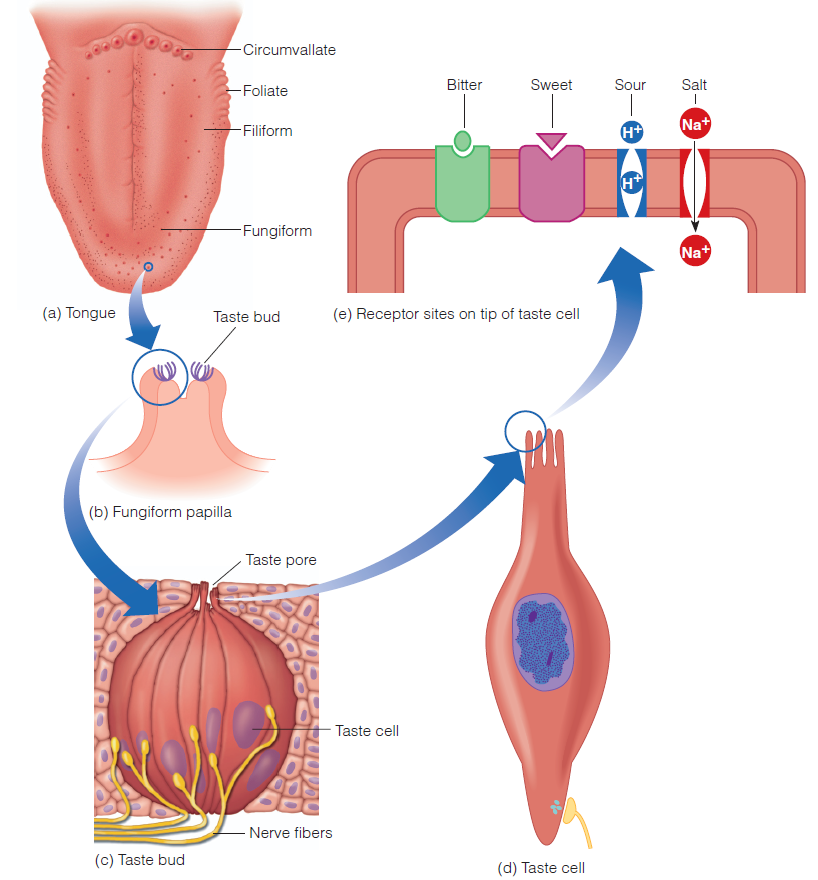 Circumvallate
Foliate
Filiform
Fungiform
(a) Tongue
Bitter
Sweet
Sour
Salt
H+
Na+
H+
Na+
(e) Receptor sites on tip of taste cell
Taste bud
(b) Fungiform papilla
Taste pore
Taste cell
Nerve fibers
(c) Taste bud
(d) Taste cell